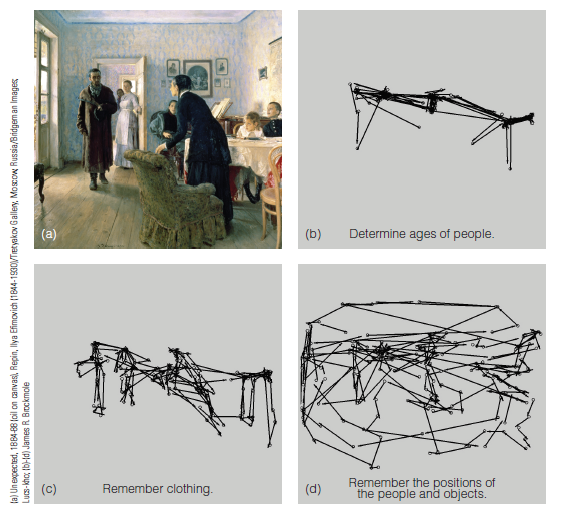 (a) Unexpected, 1884-88 (oil on canvas), Repin, Ilya Efimovich (1844-1930)/Tretyakov Gallery, Moscow, Russia/Bridgeman Images;
Lucs-kho; (b)-(d) James R. Brockmole
(a)
(b) Determine ages of people.
(c) Remember clothing.
(d) Remember the positions of
the people and objects.